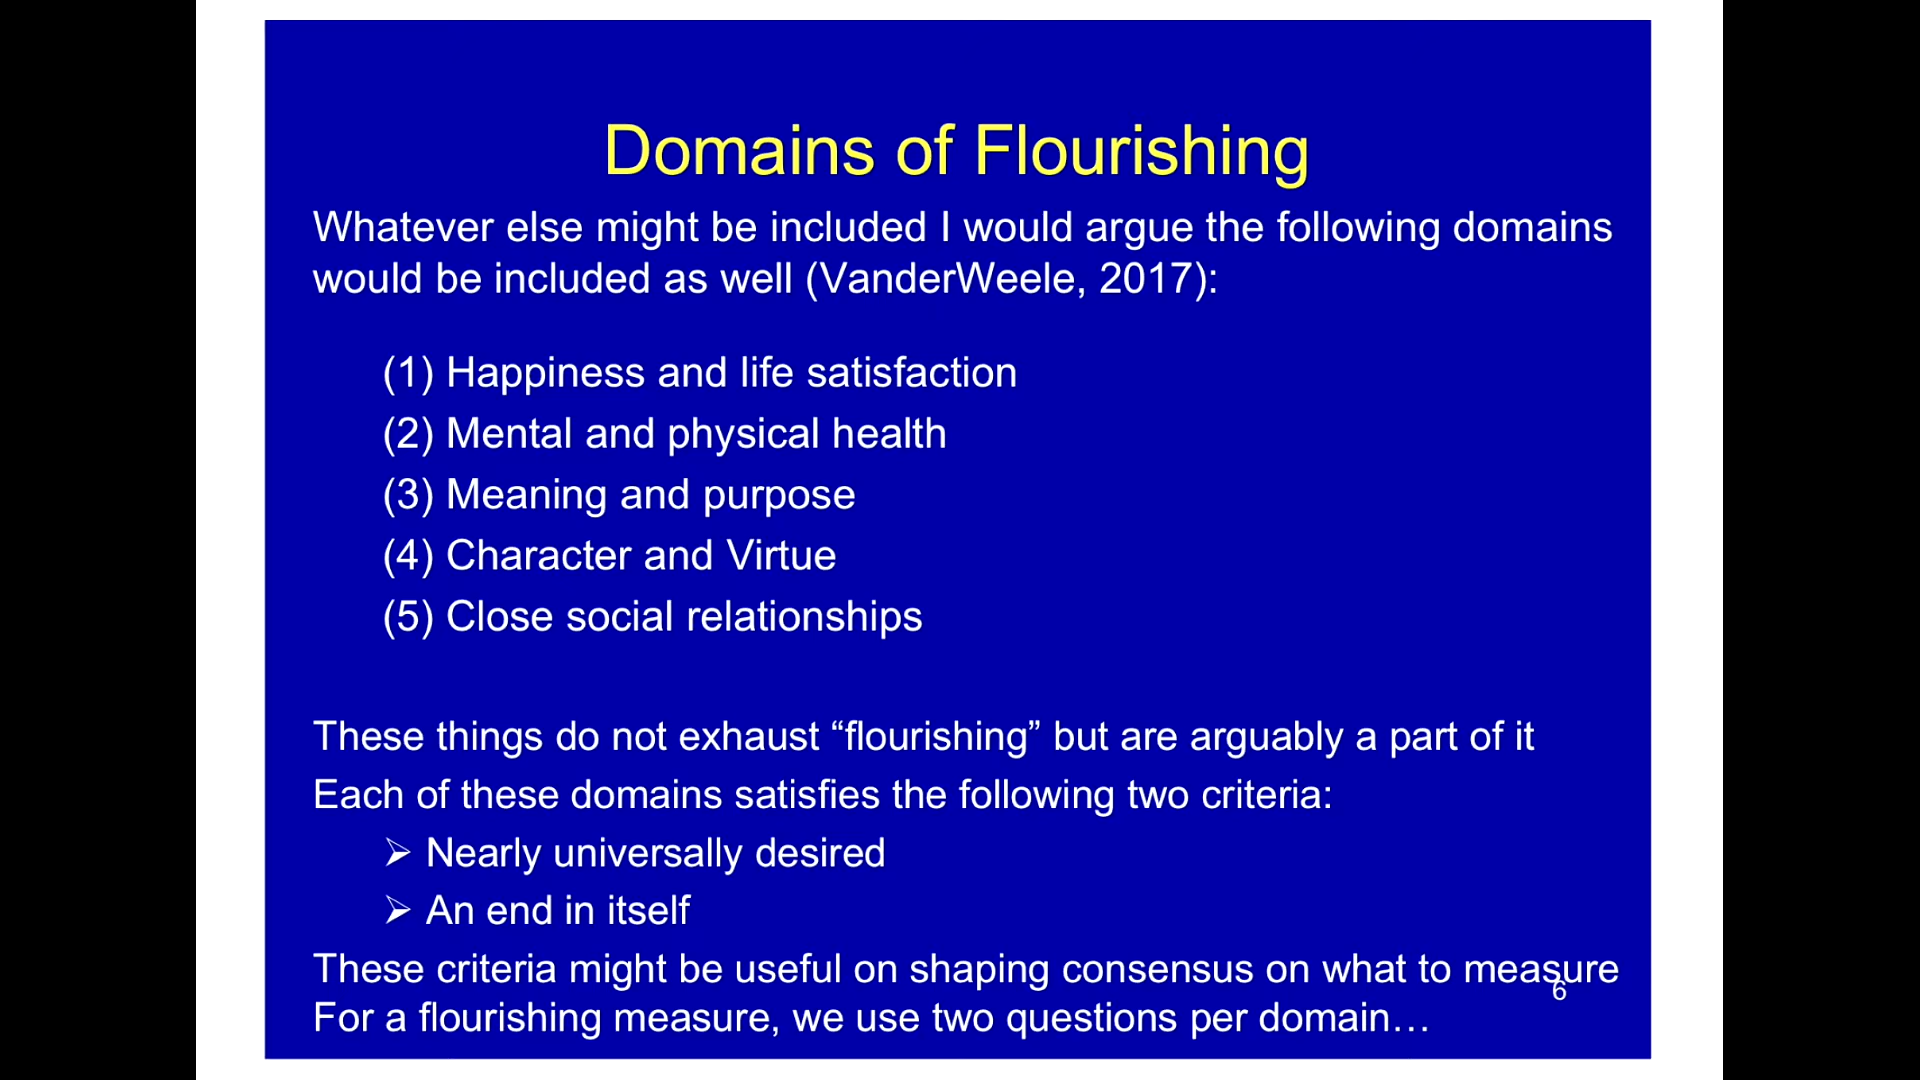 Domains of Flourishing
Whatever else might be included I would argue the following domains
would be included as well (VanderWeele, 2017):
(1) Happiness and life satisfaction
(2) Mental and physical health
(3) Meaning and purpose
(4) Character and Virtue
(5) Close social relationships
These things do not exhaust “flourishing” but are arguably a part of it
Each of these domains satisfies the following two criteria:
➢ Nearly universally desired
➢ An end in itself
These criteria might be useful on shaping consensus on what to measure
6
For a flourishing measure, we use two questions per domain…